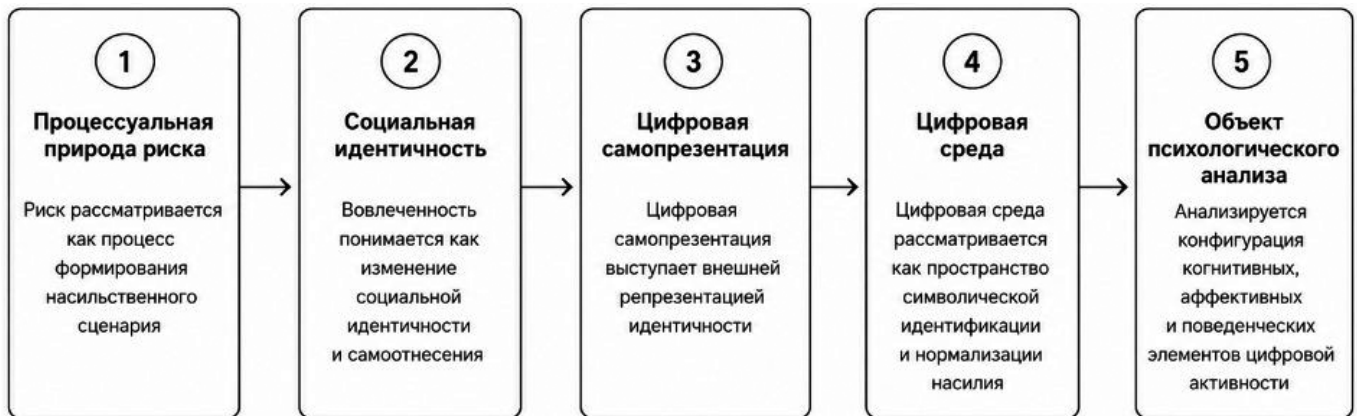 1
Процессуальная
природа риска
Риск рассматривается
как процесс
формирования
насильственного
сценария
2
Социальная
идентичность
Вовлеченность
понимается как
изменение
социальной
идентичности
и самоотнесения
3
Цифровая
самопрезентация
Цифровая
самопрезентация
выступает внешней
репрезентацией
идентичности
4
Цифровая
среда
Цифровая среда
рассматривается
как пространство
символической
идентификации
и нормализации
насилия
5
Объект
психологического
анализа
Анализируется
конфигурация
когнитивных,
аффективных
и поведенческих
элементов цифровой
активности